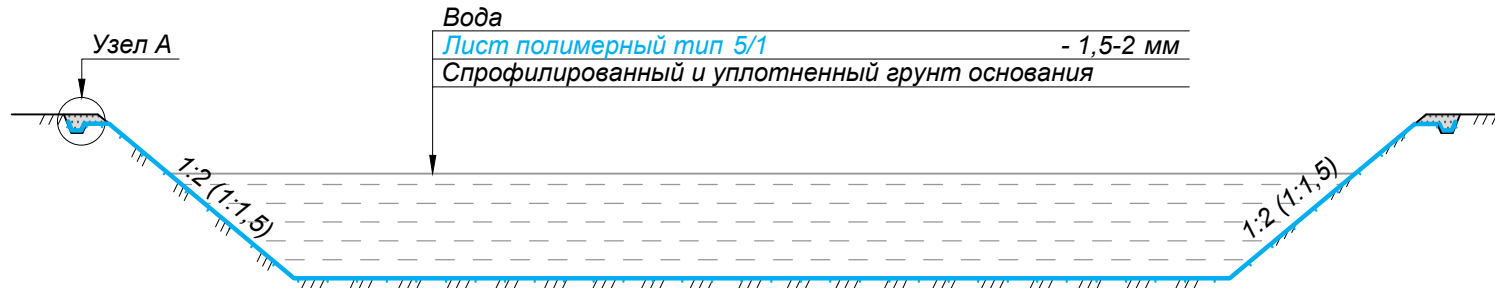 Узел А
Вода
Лист полимерный тип 5/1 - 1,5-2 мм
Спрофилированный и уплотненный грунт основания
1:2 (1:1,5)
1:2 (1:1,5)